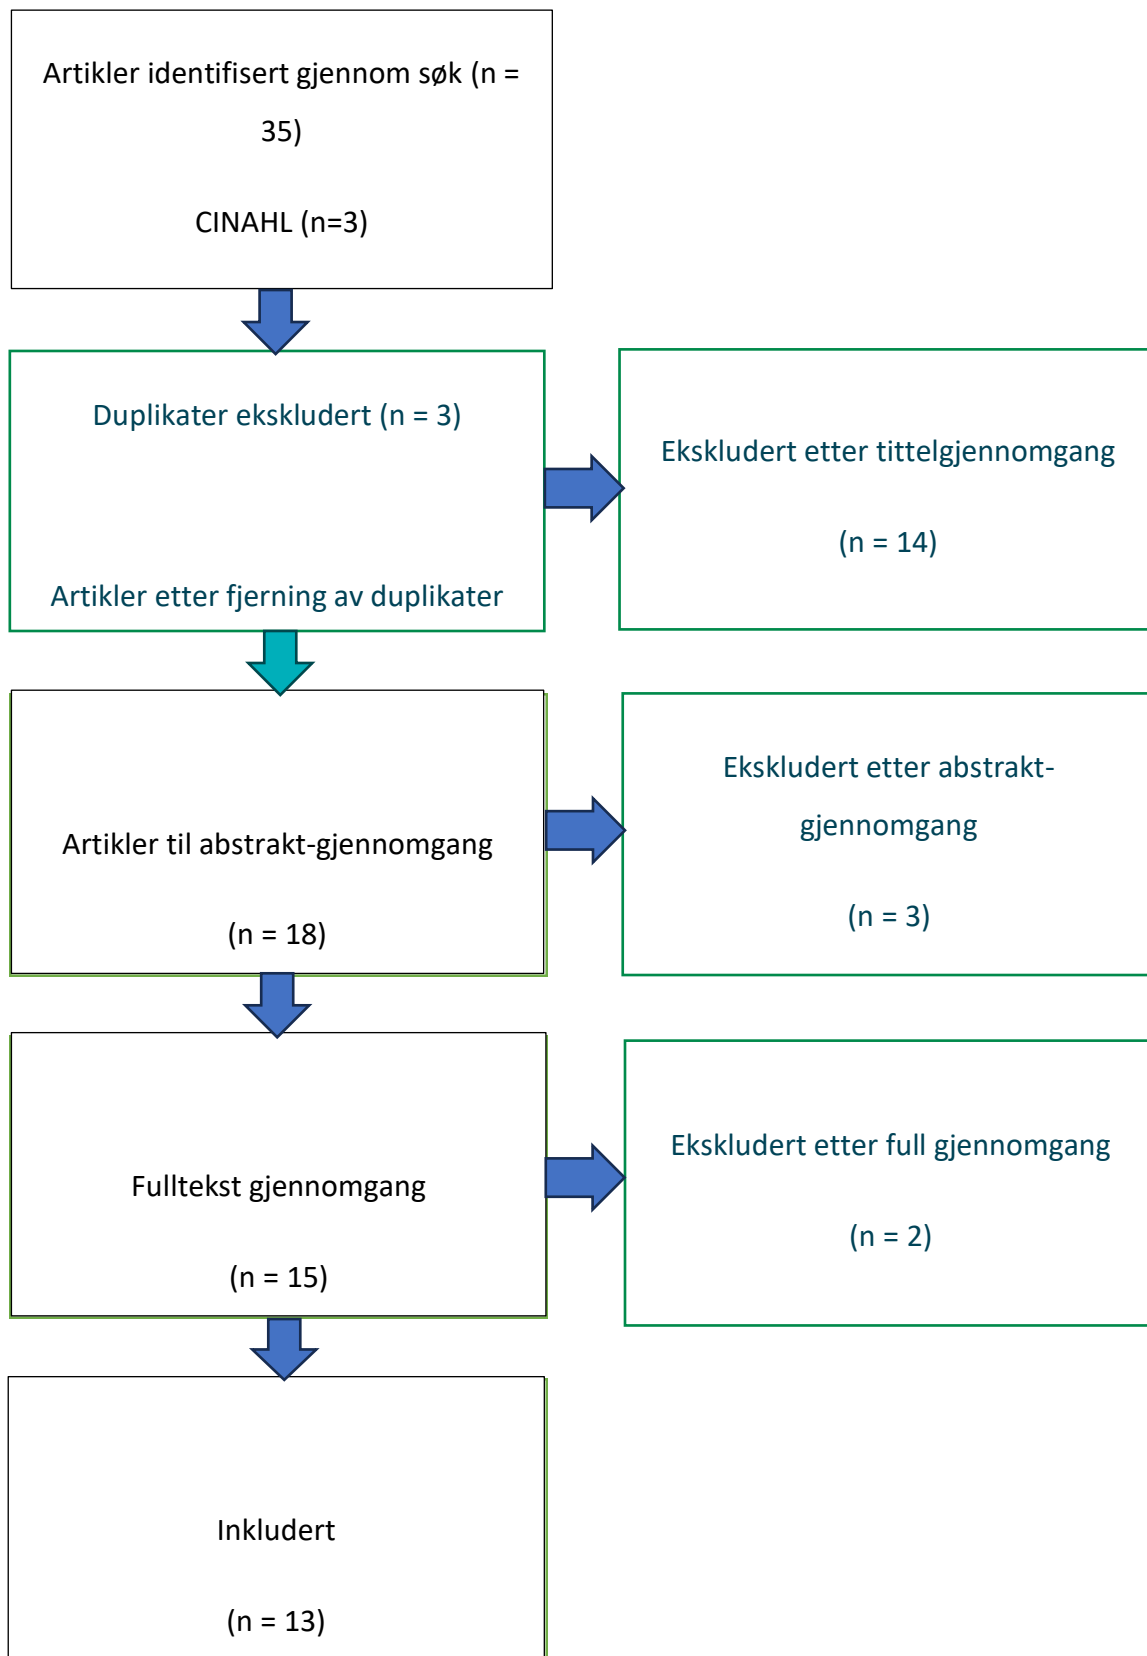 Artikler identifisert gjennom søk (n =
35)
CINAHL (n=3)
Duplikater ekskludert (n = 3)
Artikler etter fjerning av duplikater
Ekskludert etter tittelgjennomgang
(n = 14)
Artikler til abstrakt-gjennomgang
(n = 18)
Ekskludert etter abstrakt-
gjennomgang
(n = 3)
Fulltekst gjennomgang
(n = 15)
Ekskludert etter full gjennomgang
(n = 2)
Inkludert
(n = 13)